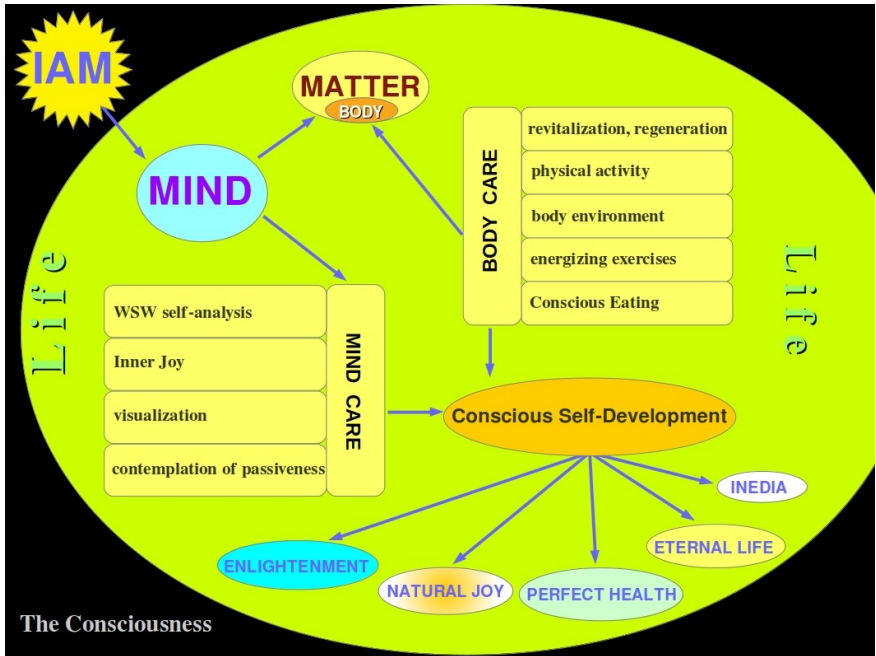 IAM
MATTER
BODY
MIND
BODY CARE
revitalization, regeneration
physical activity
body environment
energizing exercises
Conscious Eating
Life
Life
WSW self-analysis
Inner Joy
visualization
contemplation of passiveness
MIND CARE
Conscious Self-Development
INEDIA
ETERNAL LIFE
ENLIGHTENMENT
NATURAL JOY
PERFECT HEALTH
The Consciousness